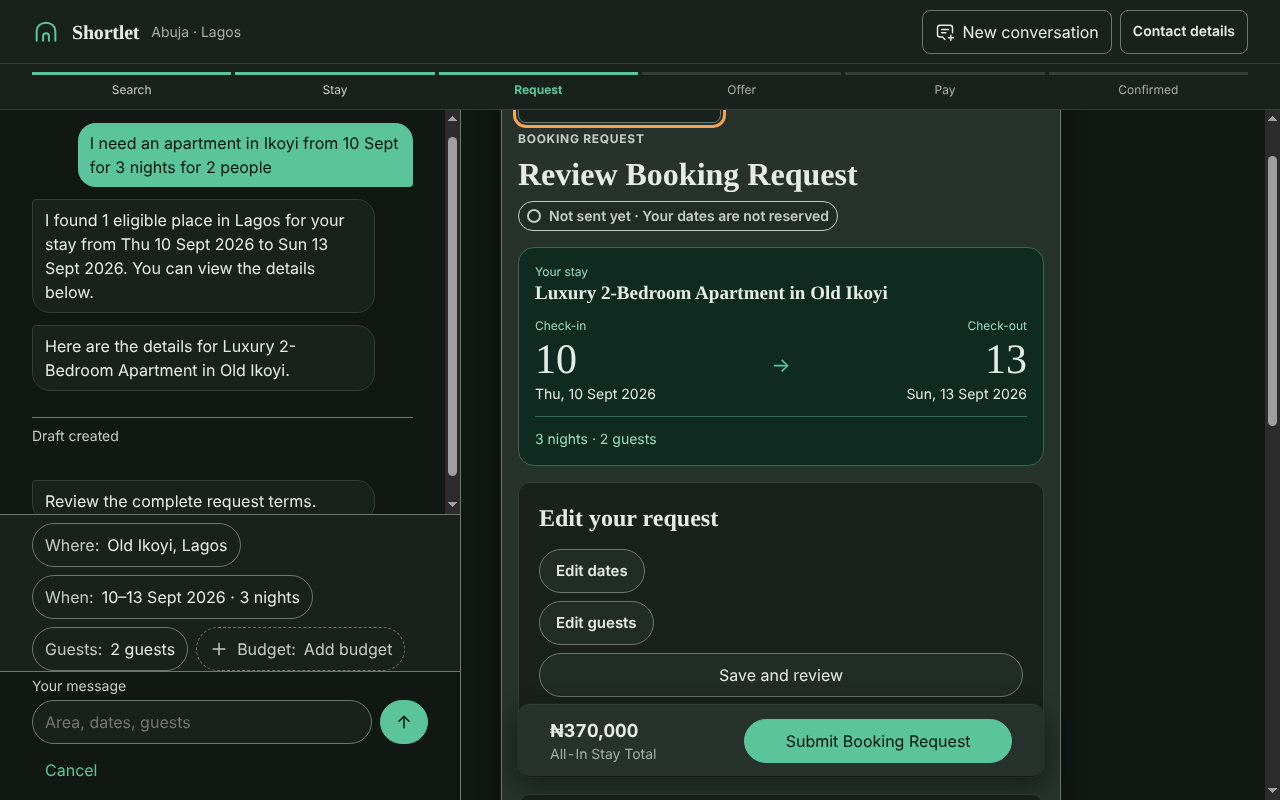 Shortlet
Abuja · Lagos
New conversation
Contact details
Search
Stay
Request
Offer
Pay
Confirmed
I need an apartment in Ikoyi from 10 Sept
for 3 nights for 2 people
I found 1 eligible place in Lagos for your
stay from Thu 10 Sept 2026 to Sun 13
Sept 2026. You can view the details
below.
Here are the details for Luxury 2-
Bedroom Apartment in Old Ikoyi.
Draft created
Review the complete request terms.
Where: Old Ikoyi, Lagos
When: 10–13 Sept 2026 · 3 nights
Guests: 2 guests
Budget: Add budget
Your message
Area, dates, guests
Cancel
BOOKING REQUEST
Review Booking Request
Not sent yet · Your dates are not reserved
Your stay
Luxury 2-Bedroom Apartment in Old Ikoyi
Check-in
Check-out
10
→
13
Thu, 10 Sept 2026
Sun, 13 Sept 2026
3 nights · 2 guests
Edit your request
Edit dates
Edit guests
Save and review
₦370,000
All-In Stay Total
Submit Booking Request